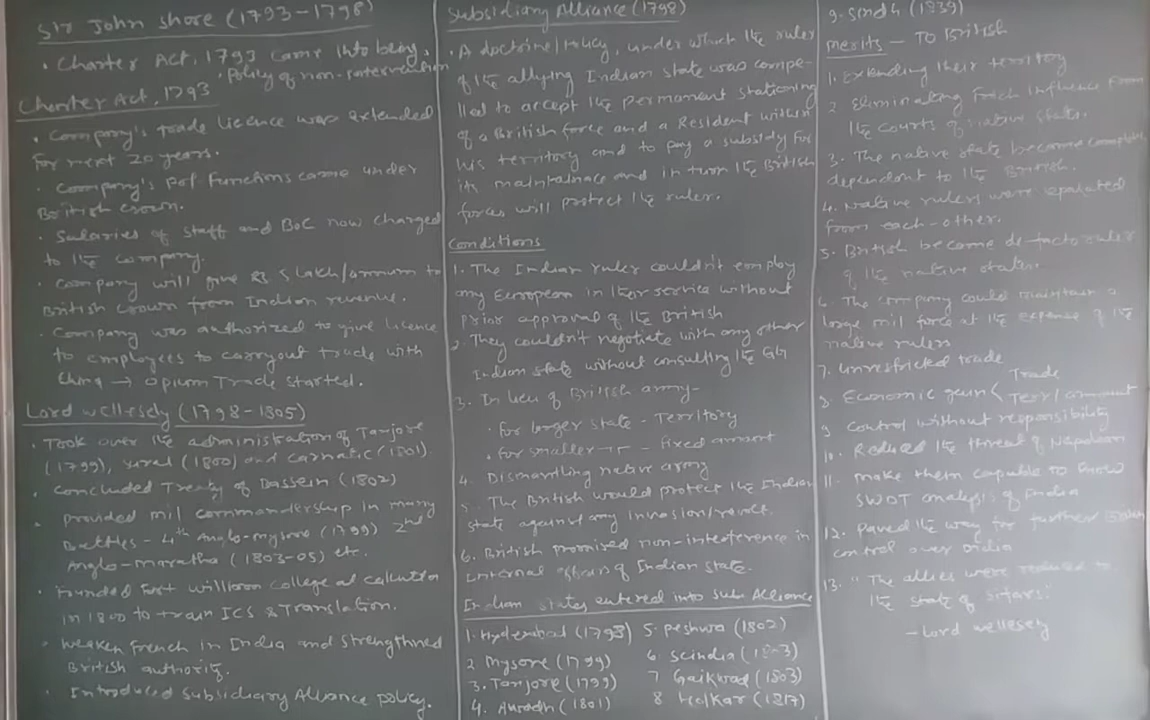 Sir John Shore (1793-1798)
· Charter Act, 1793 came into being.
· Policy of non-intervention
Charter Act, 1793
· Company's trade licence was extended
for next 20 years.
· Company's Pol. functions came under
British crown.
· Salaries of staff and BoC now charged
to the company.
· Company will give 5 lakh/annum to
British crown from Indian revenue.
· Company was authorized to give licence
to employees to carryout trade with
China → Opium Trade started.
Lord Wellesely (1798-1805)
· Took over the administration of Tanjore
(1799), Surat (1800) and Carnatic (1801).
· Concluded Treaty of Bassein (1802)
· Provided mil commandership in many
Battles - 4th Anglo-Mysore (1799) 2nd
Anglo-maratha (1803-05) etc.
· Founded Fort William College at Calcutta
in 1800 to train ICS & Translation.
· Weaken French in India and strengthned
British authority.
· Introduced Subsidiary Alliance policy.
Subsidiary Alliance (1798)
· A doctrine/Policy, under which the ruler
of the allying Indian state was compe-
lled to accept the permanent stationing
of a British force and a Resident within
his territory and to pay a subsidy for
its maintainace and in turn the British
forces will protect the ruler.
Conditions
1. The Indian ruler couldn't employ
any European in their service without
prior approval of the British
2. They couldn't negotiate with any other
Indian state without consulting the GG
3. In lieu of British army-
· for larger state - Territory
· for smaller - fixed amount
4. Dismantling native army
5. The British would protect the Indian
state against any invasion/revolt.
6. British promised non-inteference in
internal affairs of Indian state.
Indian states entered into Sub. Alliance
1. Hyderabad (1798) 5. Peshwa (1802)
2. Mysore (1799) 6. Scindia (1803)
3. Tanjore (1799) 7. Gaikwad (1803)
4. Awadh (1801) 8. Holkar (1817)
9. Sindh (1839)
Merits - To British
1. Extending their territory
2. Eliminating French influence from
the courts of native states.
3. The native state became completely
dependent to the British.
4. Native rulers were separated
from each-other.
5. British become de facto ruler
of the native states.
6. The company could maintain a
large mil force at the expense of the
native rulers
7. Unrestricted trade
8. Economic gain < Trade
Terr/amount
9. Control without responsibility
10. Reduced the threat of Napoleon
11. Make them capable to know
SWOT analysis of India
12. Paved the way for further
control over India
13. "The allies were reduced to
the state of sitars."
- Lord Wellesely